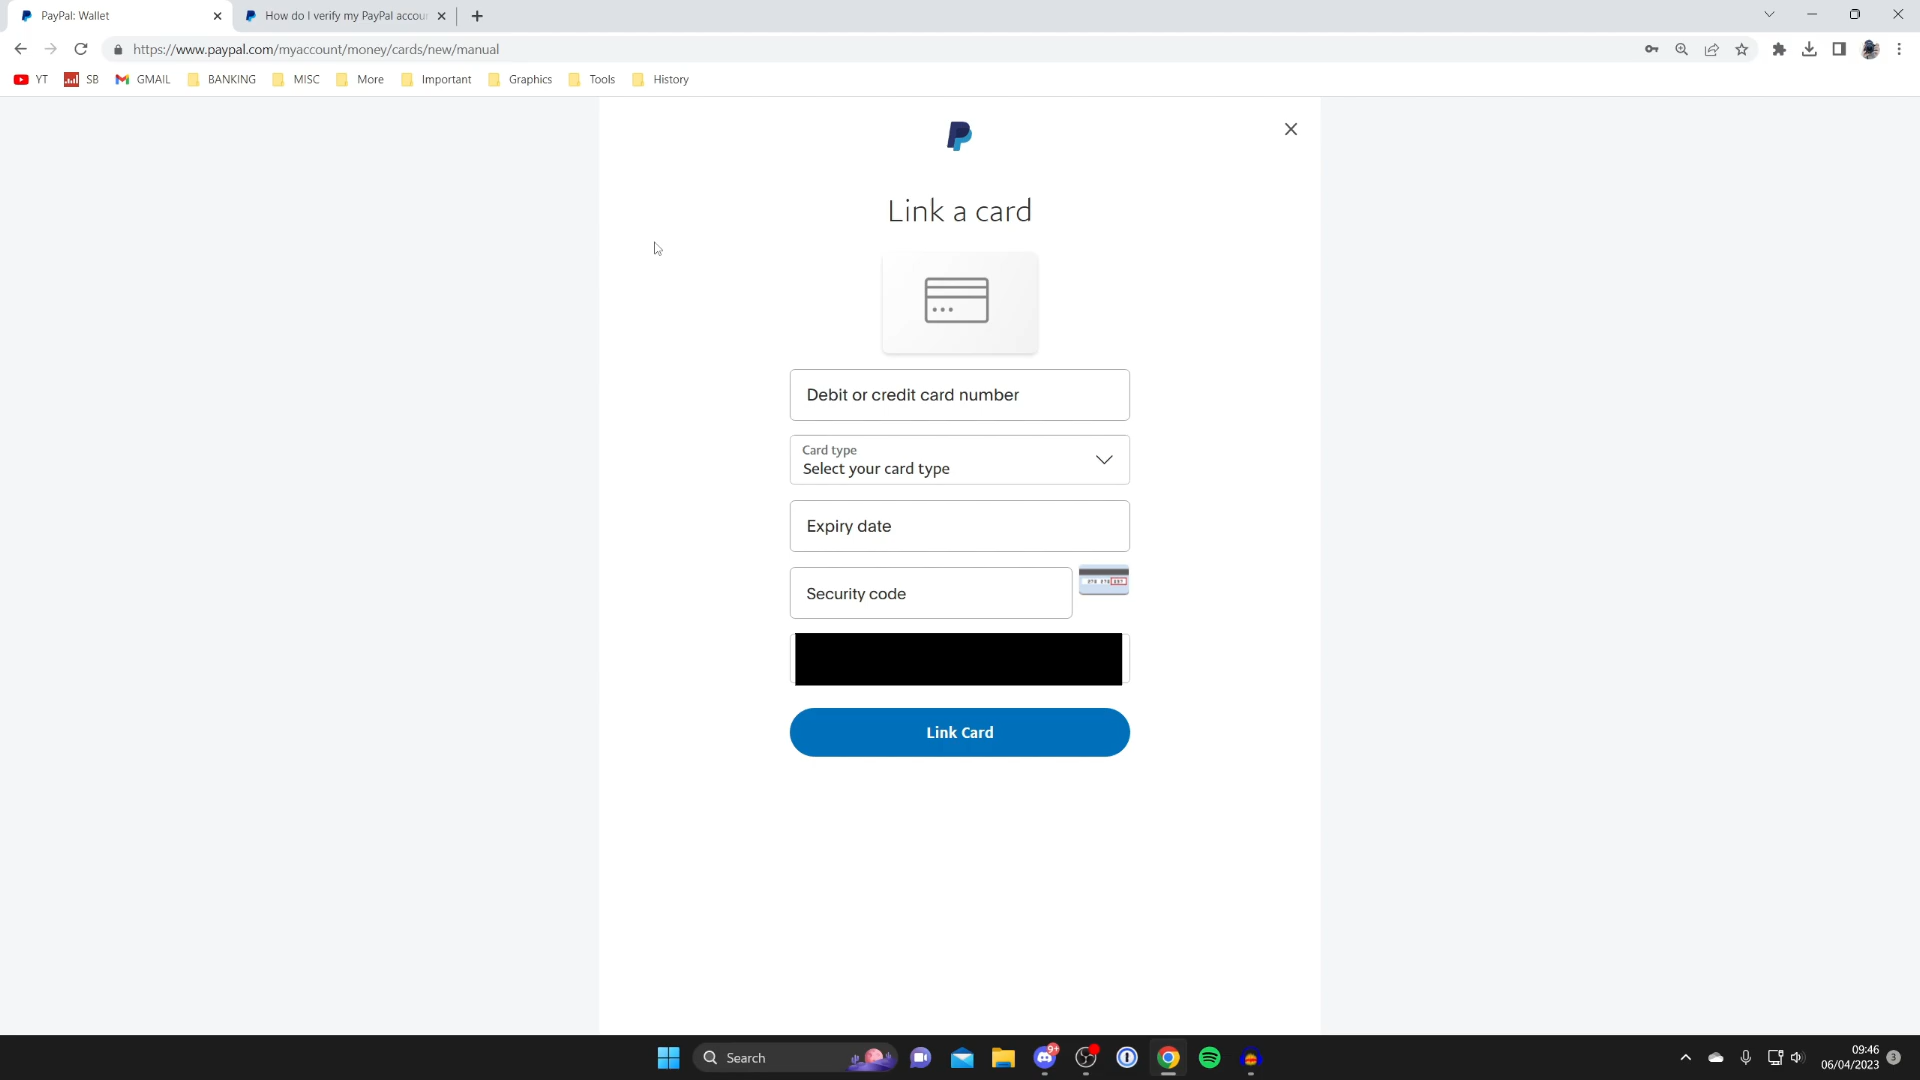 PayPal: Wallet
How do I verify my PayPal accou
https://www.paypal.com/myaccount/money/cards/new/manual
YT SB GMAIL BANKING MISC More Important Graphics Tools History
Link a card
Debit or credit card number
Card type
Select your card type
Expiry date
Security code
Link Card
Search
9+
09:46
06/04/2023
3